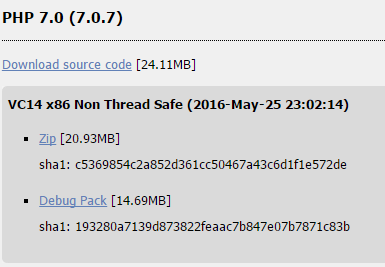 PHP 7.0 (7.0.7)
Download source code [24.11MB]
VC14 x86 Non Thread Safe (2016-May-25 23:02:14)
Zip [20.93MB]
sha1: c5369854c2a852d361cc50467a43c6d1f1e572de
Debug Pack [14.69MB]
sha1: 193280a7139d873822feaac7b847e07b7871c83b